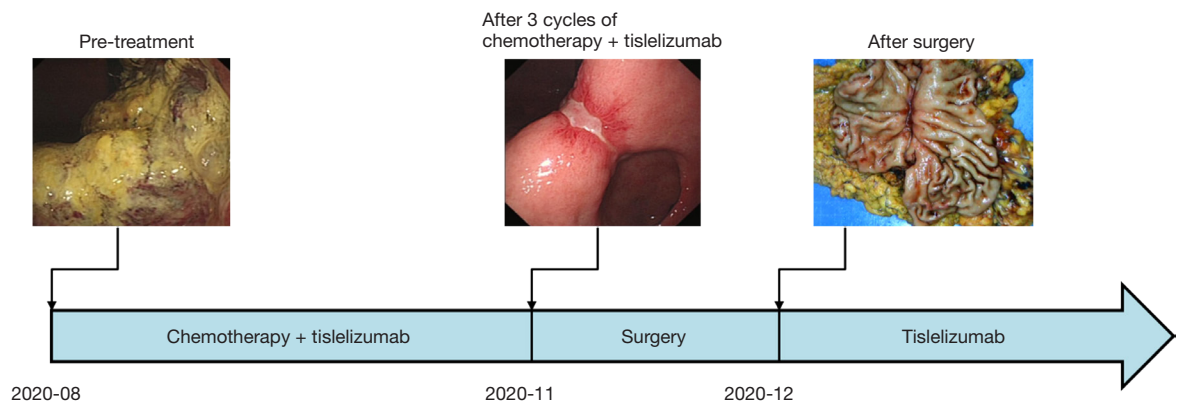 Pre-treatment
After 3 cycles of
chemotherapy + tislelizumab
After surgery
Chemotherapy + tislelizumab
Surgery
Tislelizumab
2020-08
2020-11
2020-12